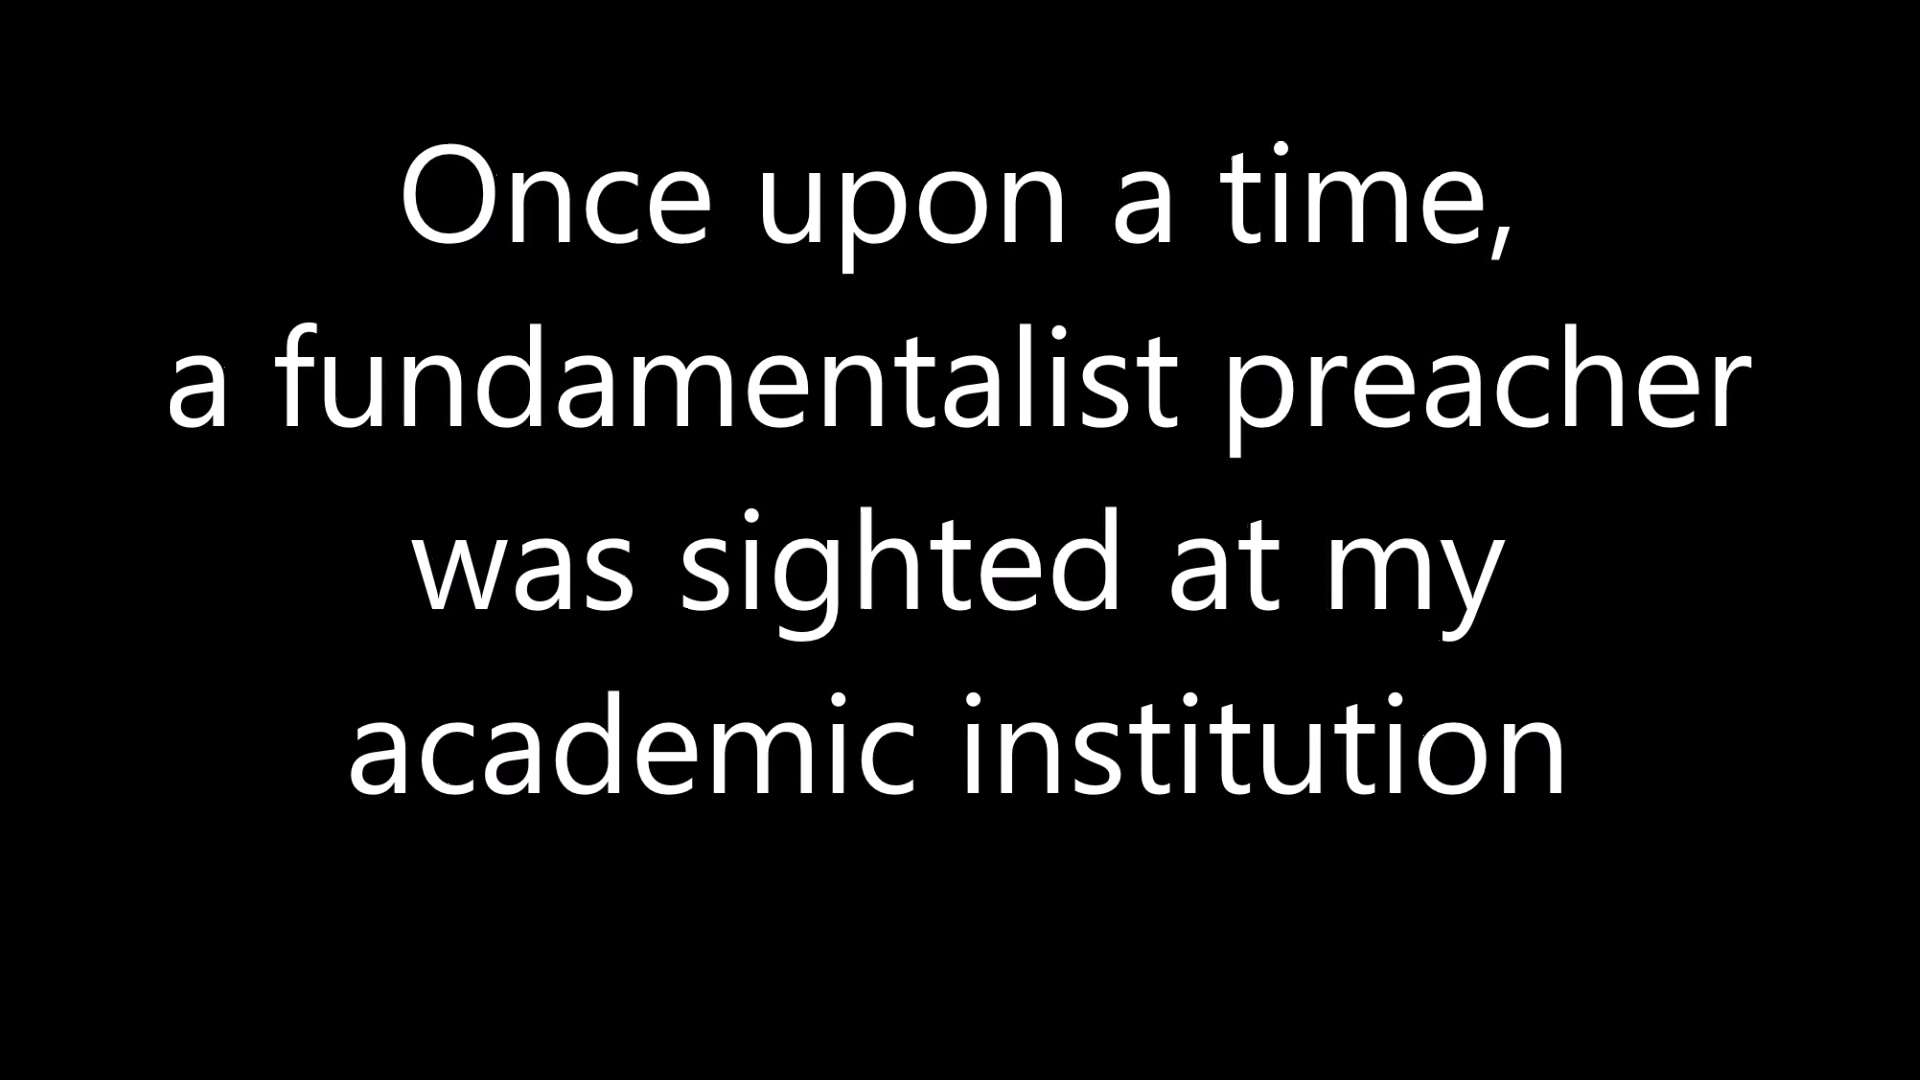 Once upon a time,
a fundamentalist preacher
was sighted at my
academic institution